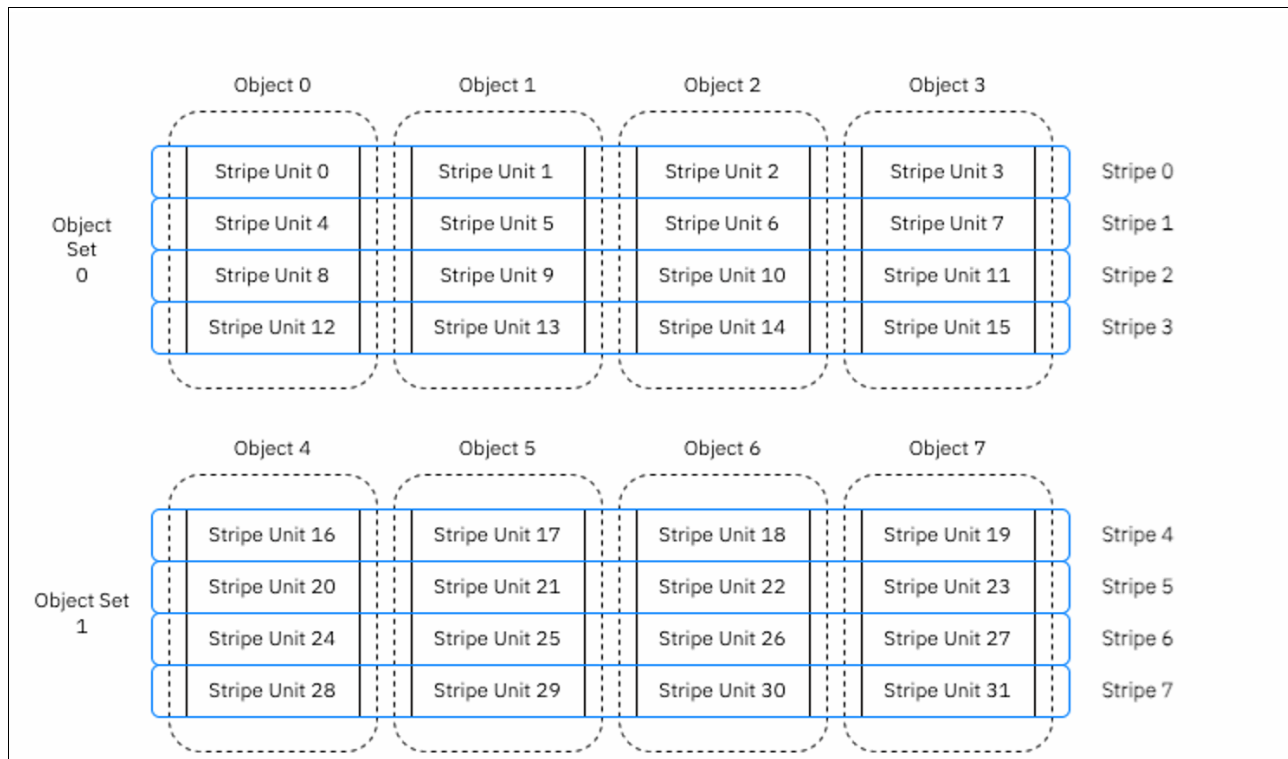 Object 0 Object 1 Object 2 Object 3
Stripe Unit 0 Stripe Unit 1 Stripe Unit 2 Stripe Unit 3 Stripe 0
Object
Set
0
Stripe Unit 4 Stripe Unit 5 Stripe Unit 6 Stripe Unit 7 Stripe 1
Stripe Unit 8 Stripe Unit 9 Stripe Unit 10 Stripe Unit 11 Stripe 2
Stripe Unit 12 Stripe Unit 13 Stripe Unit 14 Stripe Unit 15 Stripe 3
Object 4 Object 5 Object 6 Object 7
Stripe Unit 16 Stripe Unit 17 Stripe Unit 18 Stripe Unit 19 Stripe 4
Stripe Unit 20 Stripe Unit 21 Stripe Unit 22 Stripe Unit 23 Stripe 5
Object Set
1
Stripe Unit 24 Stripe Unit 25 Stripe Unit 26 Stripe Unit 27 Stripe 6
Stripe Unit 28 Stripe Unit 29 Stripe Unit 30 Stripe Unit 31 Stripe 7